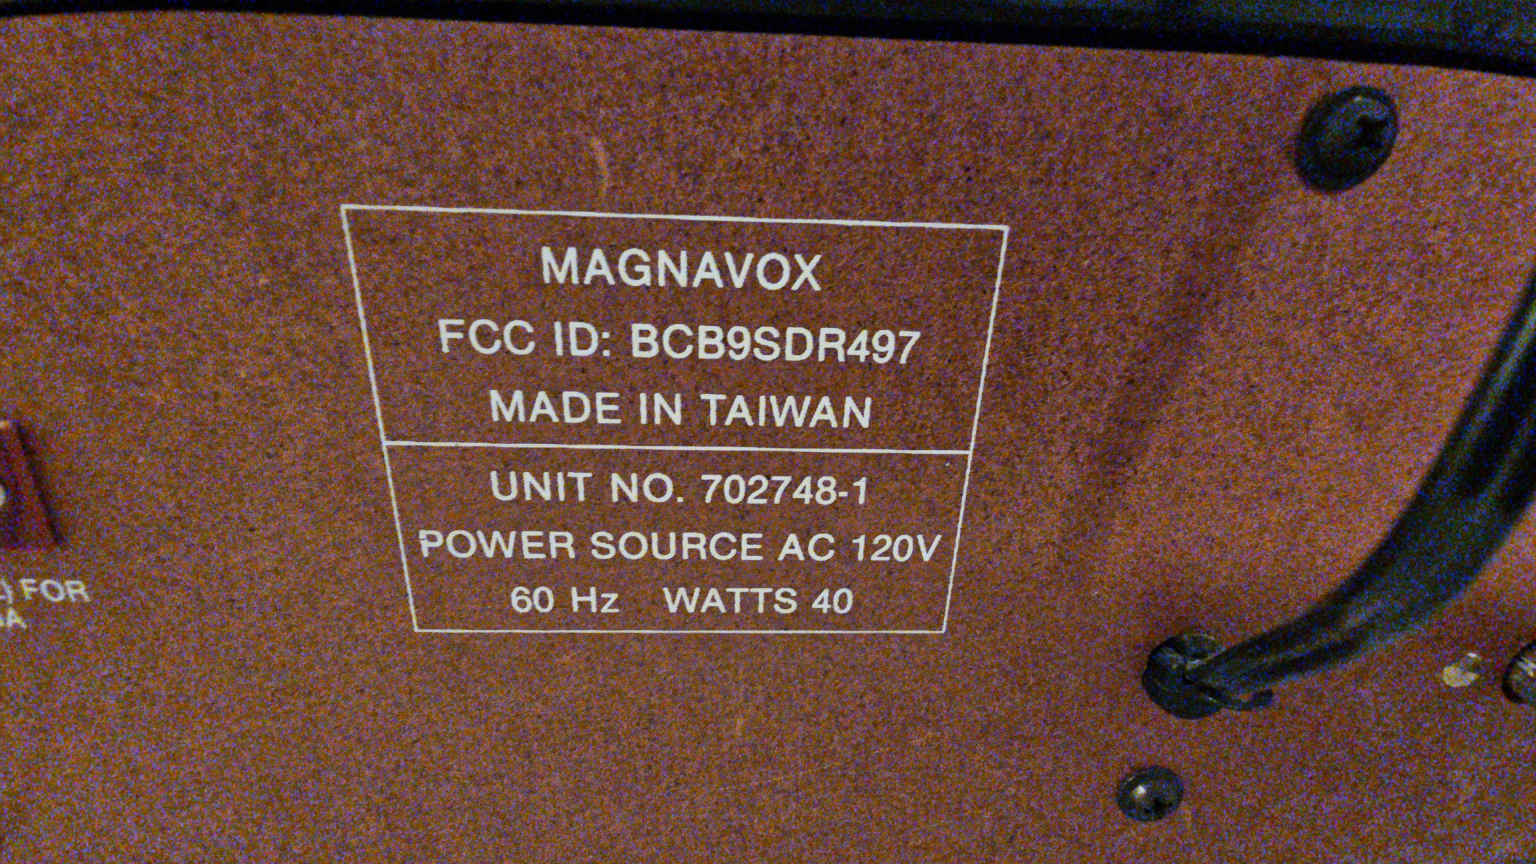 MAGNAVOX
FCC ID: BCB9SDR497
MADE IN TAIWAN
UNIT NO. 702748-1
POWER SOURCE AC 120V
60 Hz WATTS 40
FOR